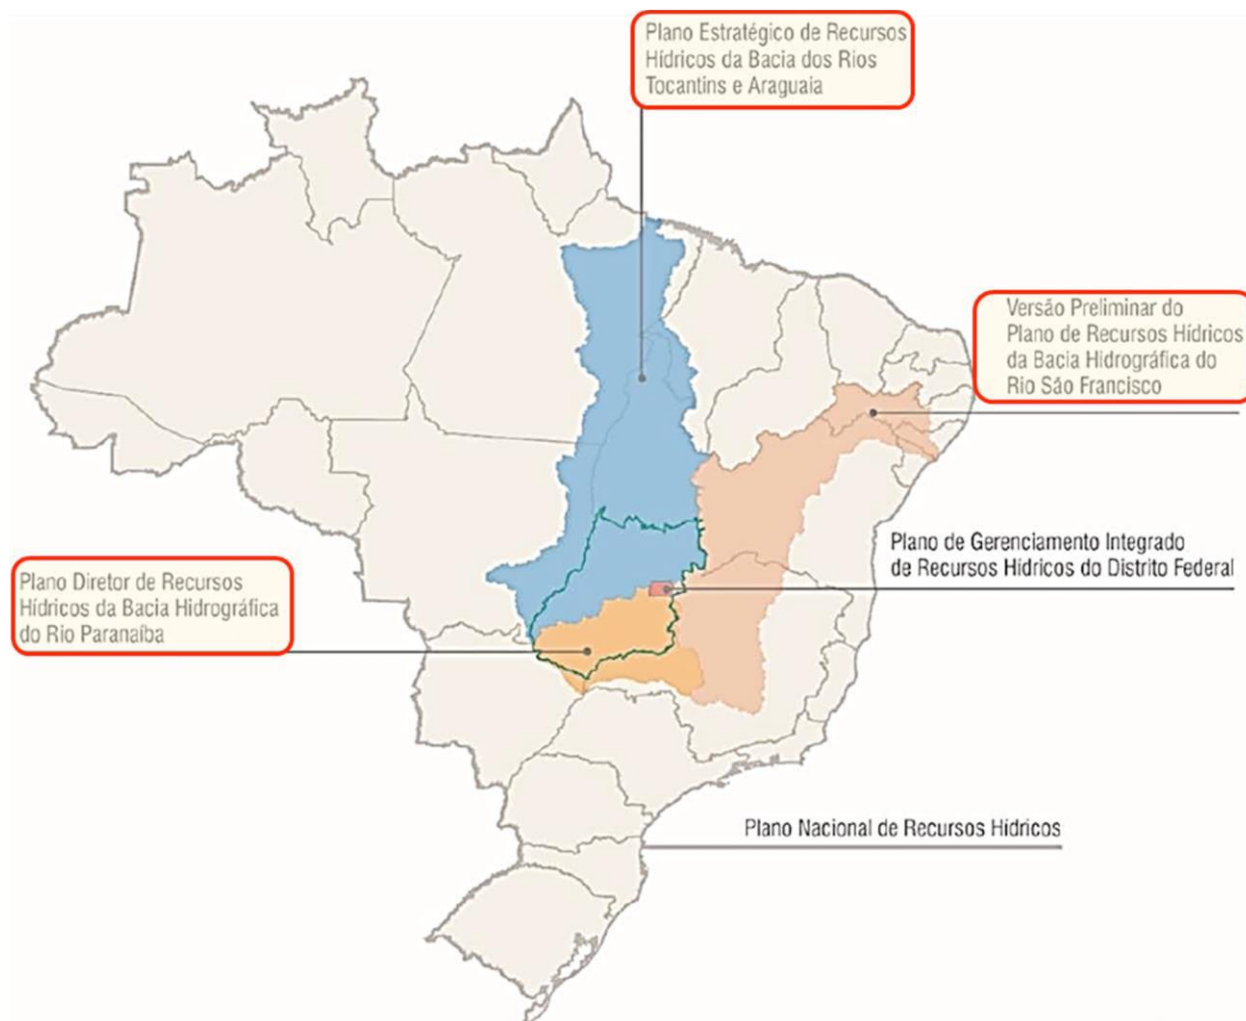 Plano Estratégico de Recursos
Hídricos da Bacia dos Rios
Tocantins e Araguaia
Versão Preliminar do
Plano de Recursos Hídricos
da Bacia Hidrográfica do
Rio São Francisco
Plano de Gerenciamento Integrado
de Recursos Hídricos do Distrito Federal
Plano Diretor de Recursos
Hídricos da Bacia Hidrográfica
do Rio Paranaíba
Plano Nacional de Recursos Hídricos